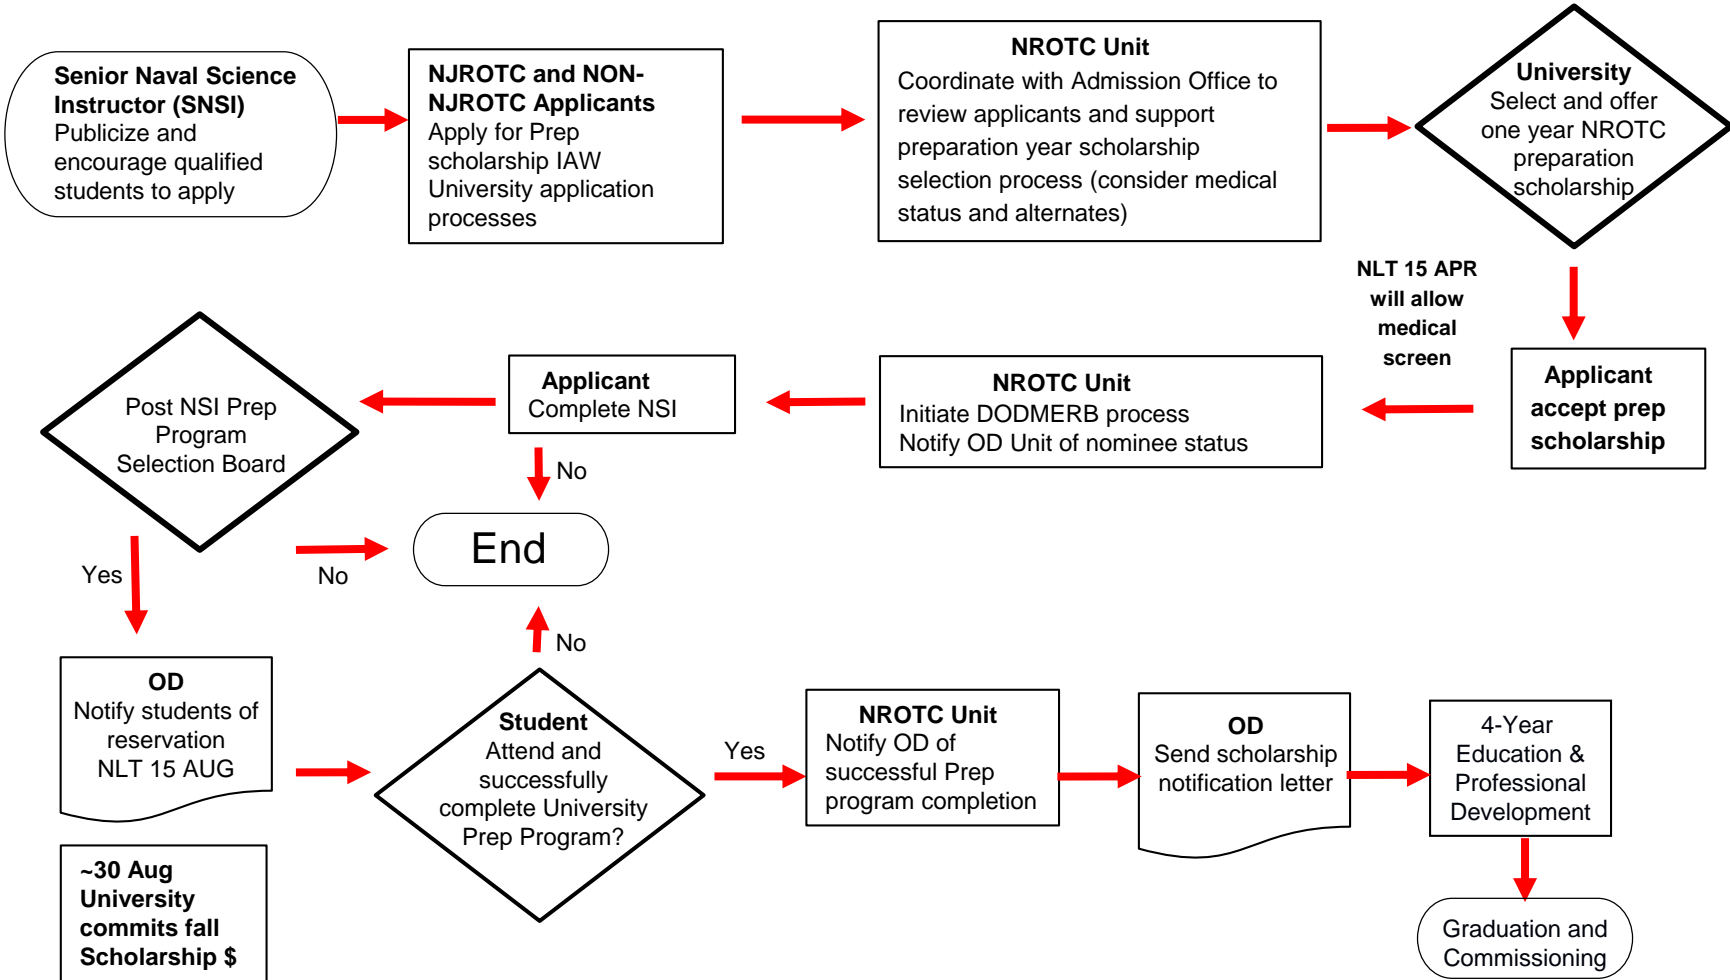 Senior Naval Science
Instructor (SNSI)
Publicize and
encourage qualified
students to apply
NJROTC and NON-
NJROTC Applicants
Apply for Prep
scholarship IAW
University application
processes
NROTC Unit
Coordinate with Admission Office to
review applicants and support
preparation year scholarship
selection process (consider medical
status and alternates)
University
Select and offer
one year NROTC
preparation
scholarship
NLT 15 APR
will allow
medical
screen
Applicant
accept prep
scholarship
NROTC Unit
Initiate DODMERB process
Notify OD Unit of nominee status
Applicant
Complete NSI
No
Post NSI Prep
Program
Selection Board
Yes
No
End
No
OD
Notify students of
reservation
NLT 15 AUG
~30 Aug
University
commits fall
Scholarship $
Student
Attend and
successfully
complete University
Prep Program?
Yes
NROTC Unit
Notify OD of
successful Prep
program completion
OD
Send scholarship
notification letter
4-Year
Education &
Professional
Development
Graduation and
Commissioning